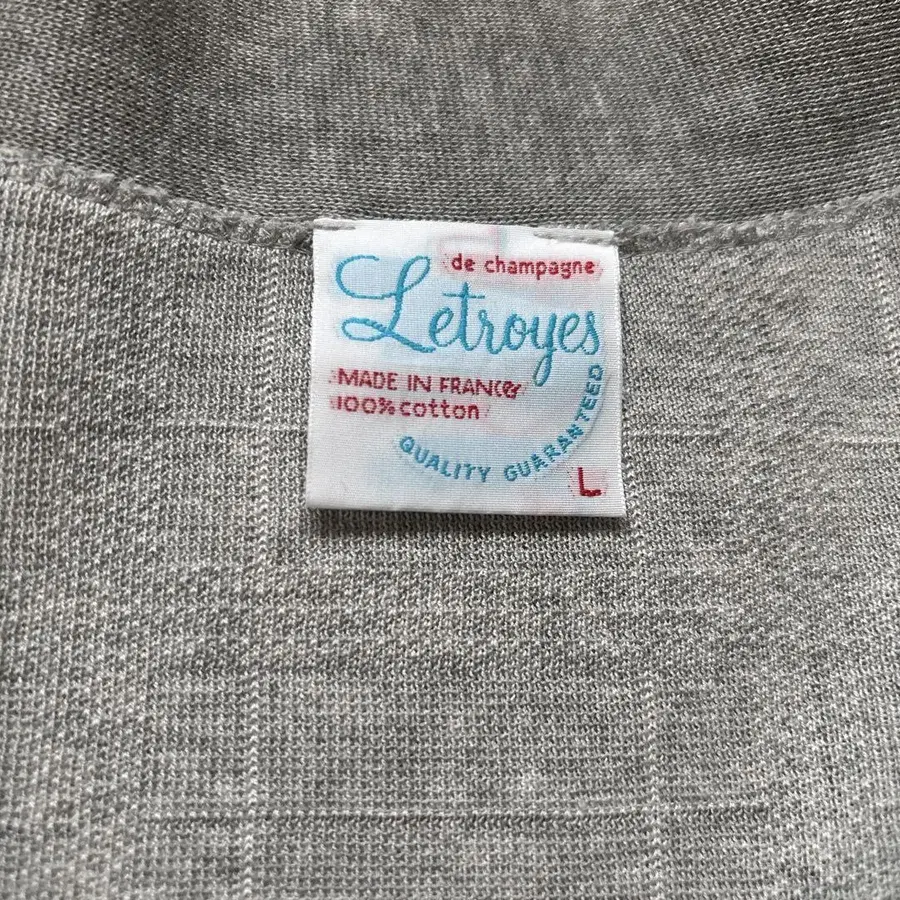 de champagne
Letroyes
MADE IN FRANCE
100% cotton
QUALITY GUARANTEED
L